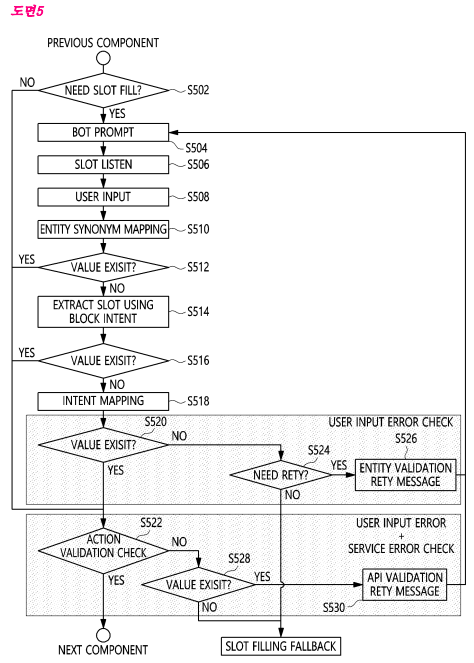 도면5
PREVIOUS COMPONENT
NO
NEED SLOT FILL?
S502
YES
BOT PROMPT
S504
SLOT LISTEN
S506
USER INPUT
S508
ENTITY SYNONYM MAPPING
S510
YES
VALUE EXISIT?
S512
NO
EXTRACT SLOT USING
BLOCK INTENT
S514
YES
VALUE EXISIT?
S516
NO
INTENT MAPPING
S518
USER INPUT ERROR CHECK
S520
VALUE EXISIT?
NO
YES
S524
NEED RETY?
YES
NO
S526
ENTITY VALIDATION
RETY MESSAGE
USER INPUT ERROR
+
SERVICE ERROR CHECK
S522
ACTION
VALIDATION CHECK
NO
YES
S528
VALUE EXISIT?
YES
NO
API VALIDATION
RETY MESSAGE
S530
NEXT COMPONENT
SLOT FILLING FALLBACK